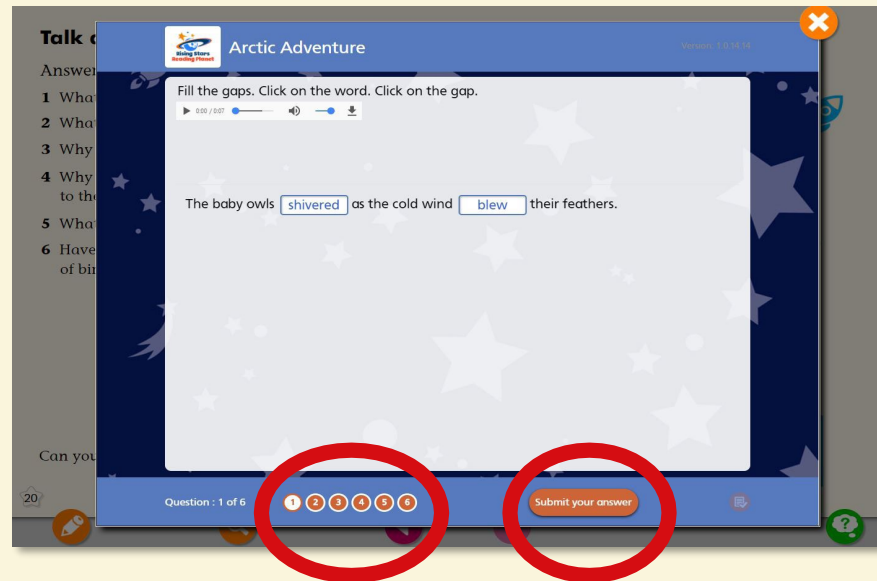 Talk
Answer
1 What
2 What
3 Why
4 Why
to the
5 What
6 Have
of bir
Can you
20
Rising Stars
Reading Planet
Arctic Adventure
Version: 1.0.14.14
Fill the gaps. Click on the word. Click on the gap.
0:00 / 0:07
The baby owls shivered as the cold wind blew their feathers.
Question : 1 of 6
1 2 3 4 5 6
Submit your answer